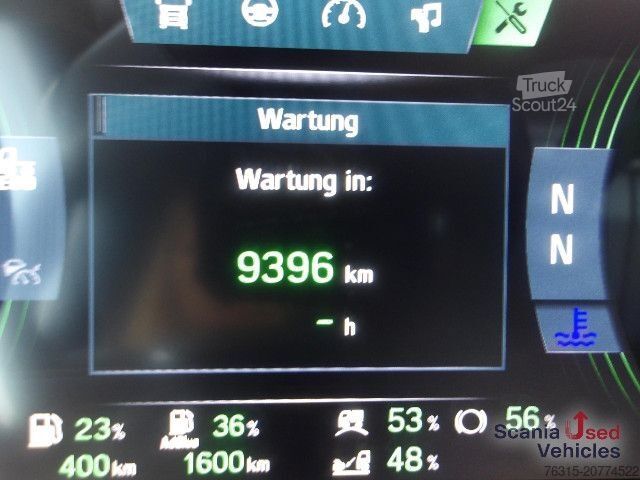 Truck
Scout24
Wartung
Wartung in:
9396 km
- h
N
N
23% 36% 53% 56%
AdBlue
400km 1600km 48%
Scania Used
Vehicles
76315-20774522